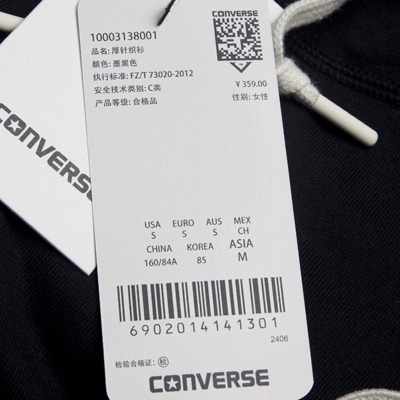 CONVERSE
10003138001
品名: 厚针织衫
颜色: 墨黑色
执行标准: FZ/T 73020-2012
安全技术类别: C类
产品等级: 合格品
¥359.00
性别: 女性
CONVERSE
USA EURO AUS MEX
S S S CH
CHINA KOREA ASIA
160/84A 85 M
6902014141301
2406
检验合格证: 检
CONVERSE